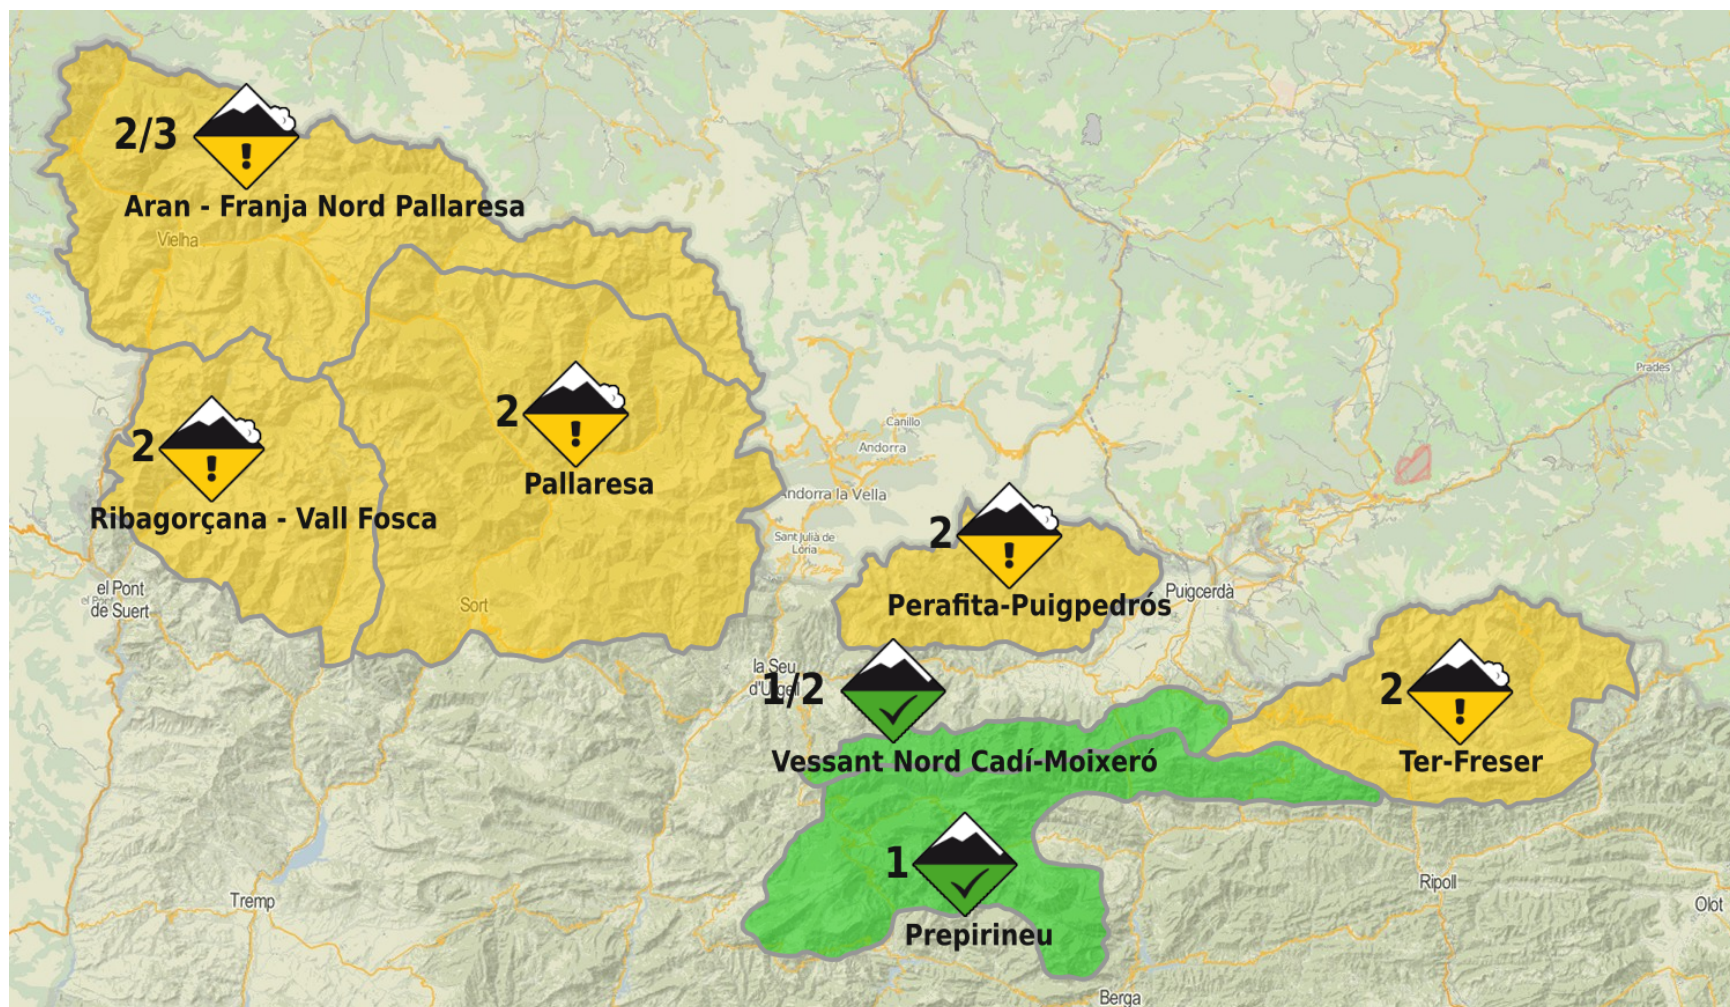 2/3
!
Aran - Franja Nord Pallaresa
Vielha
Prades
2
!
Pallaresa
2
!
Ribagorçana - Vall Fosca
Canillo
Andorra
Andorra la Vella
Sant Julià de
Lòria
2
!
Perafita-Puigpedrós
Puigcerdà
el Pont
de Suert
Sort
la Seu
d'Urgell
1/2
Vessant Nord Cadí-Moixeró
2
!
Ter-Freser
1
Prepirineu
Tremp
Ripoll
Olot
Berga